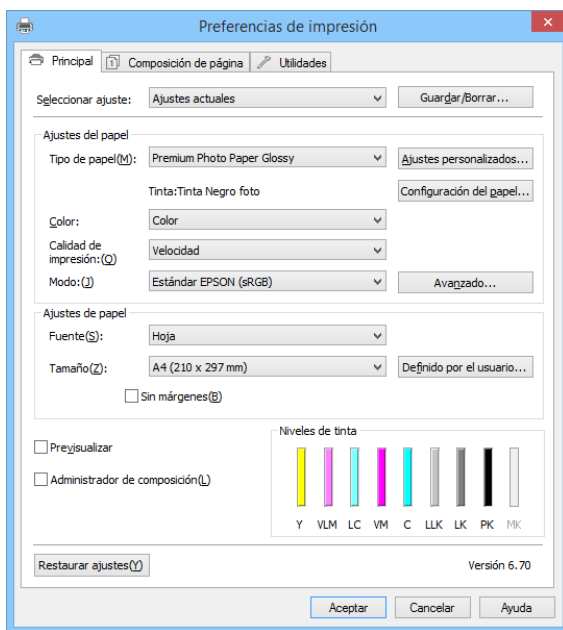 Preferencias de impresión
Principal
Composición de página
Utilidades
Seleccionar ajuste: Ajustes actuales Guardar/Borrar...
Ajustes del papel
Tipo de papel(M): Premium Photo Paper Glossy Ajustes personalizados...
Tinta:Tinta Negro foto Configuración del papel...
Color: Color
Calidad de
impresión:(Q) Velocidad
Modo:(J) Estándar EPSON (sRGB) Avanzado...
Ajustes de papel
Fuente(S): Hoja
Tamaño(Z): A4 (210 x 297 mm) Definido por el usuario...
Sin márgenes(B)
Previsualizar
Administrador de composición(L)
Niveles de tinta
Y VLM LC VM C LLK LK PK MK
Restaurar ajustes(Y) Versión 6.70
Aceptar Cancelar Ayuda